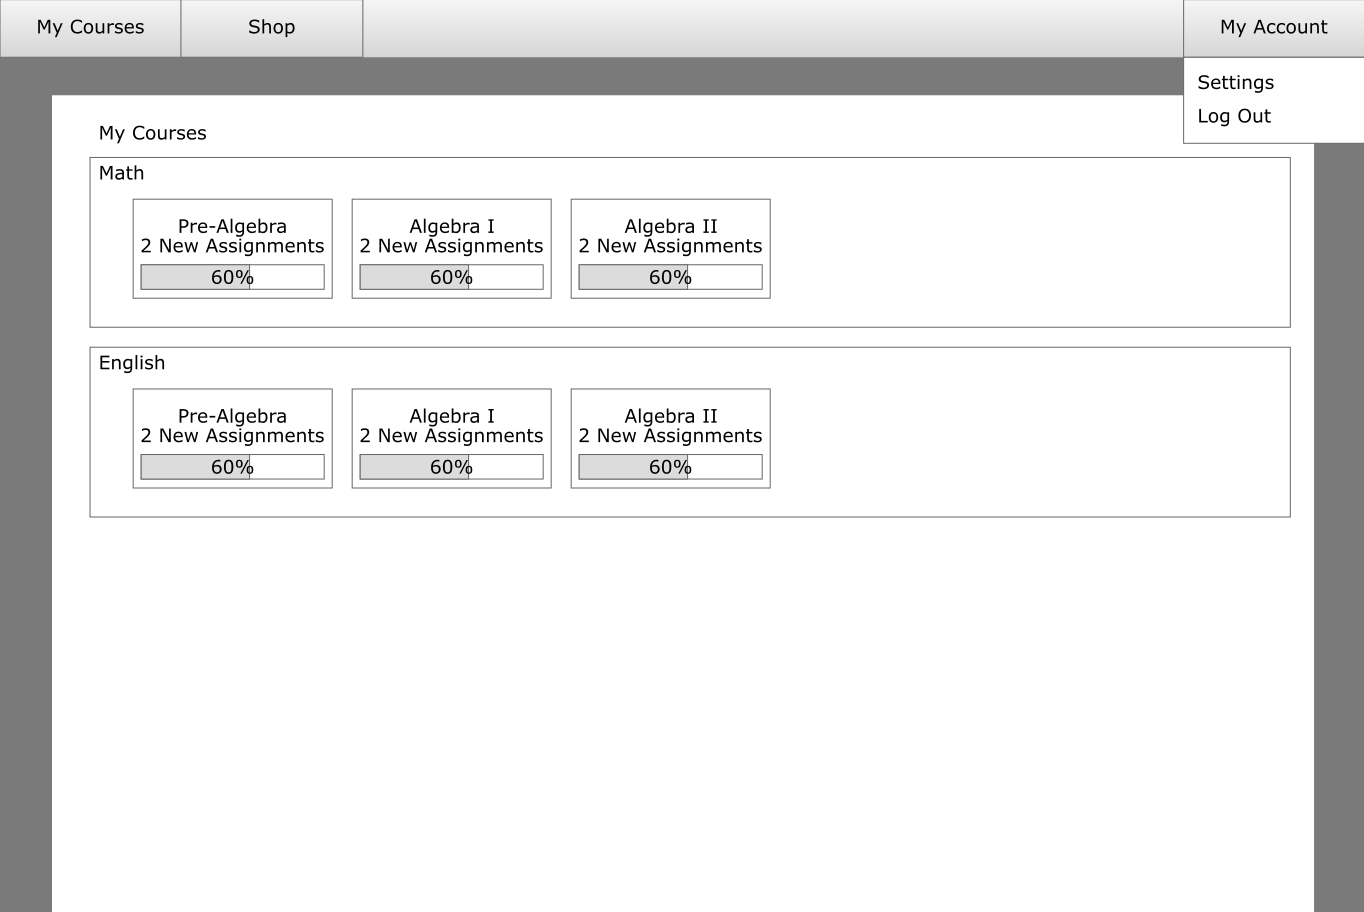 My Courses
Shop
My Account
Settings
Log Out
My Courses
Math
Pre-Algebra
2 New Assignments
60%
Algebra I
2 New Assignments
60%
Algebra II
2 New Assignments
60%
English
Pre-Algebra
2 New Assignments
60%
Algebra I
2 New Assignments
60%
Algebra II
2 New Assignments
60%